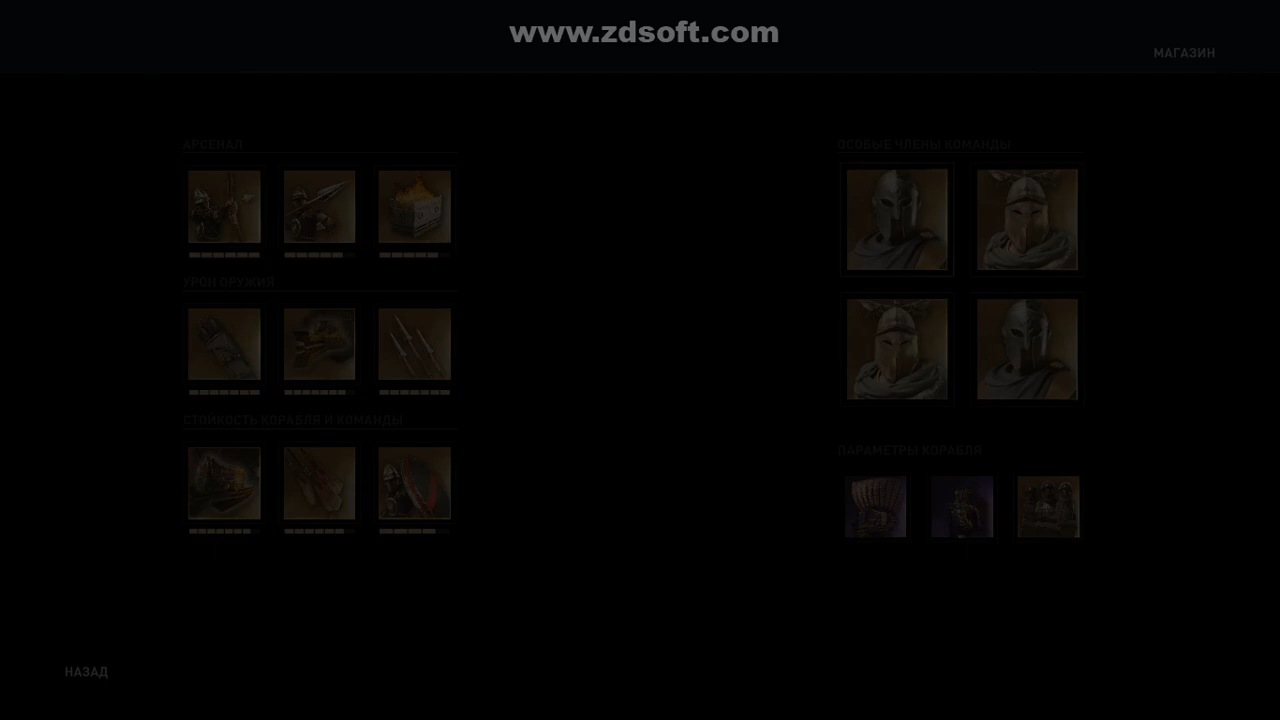 www.zdsoft.com
МАГАЗИН
АРСЕНАЛ
ОСОБЫЕ ЧЛЕНЫ КОМАНДЫ
УРОН ОРУЖИЯ
СТОЙКОСТЬ КОРАБЛЯ И КОМАНДЫ
ПАРАМЕТРЫ КОРАБЛЯ
НАЗАД